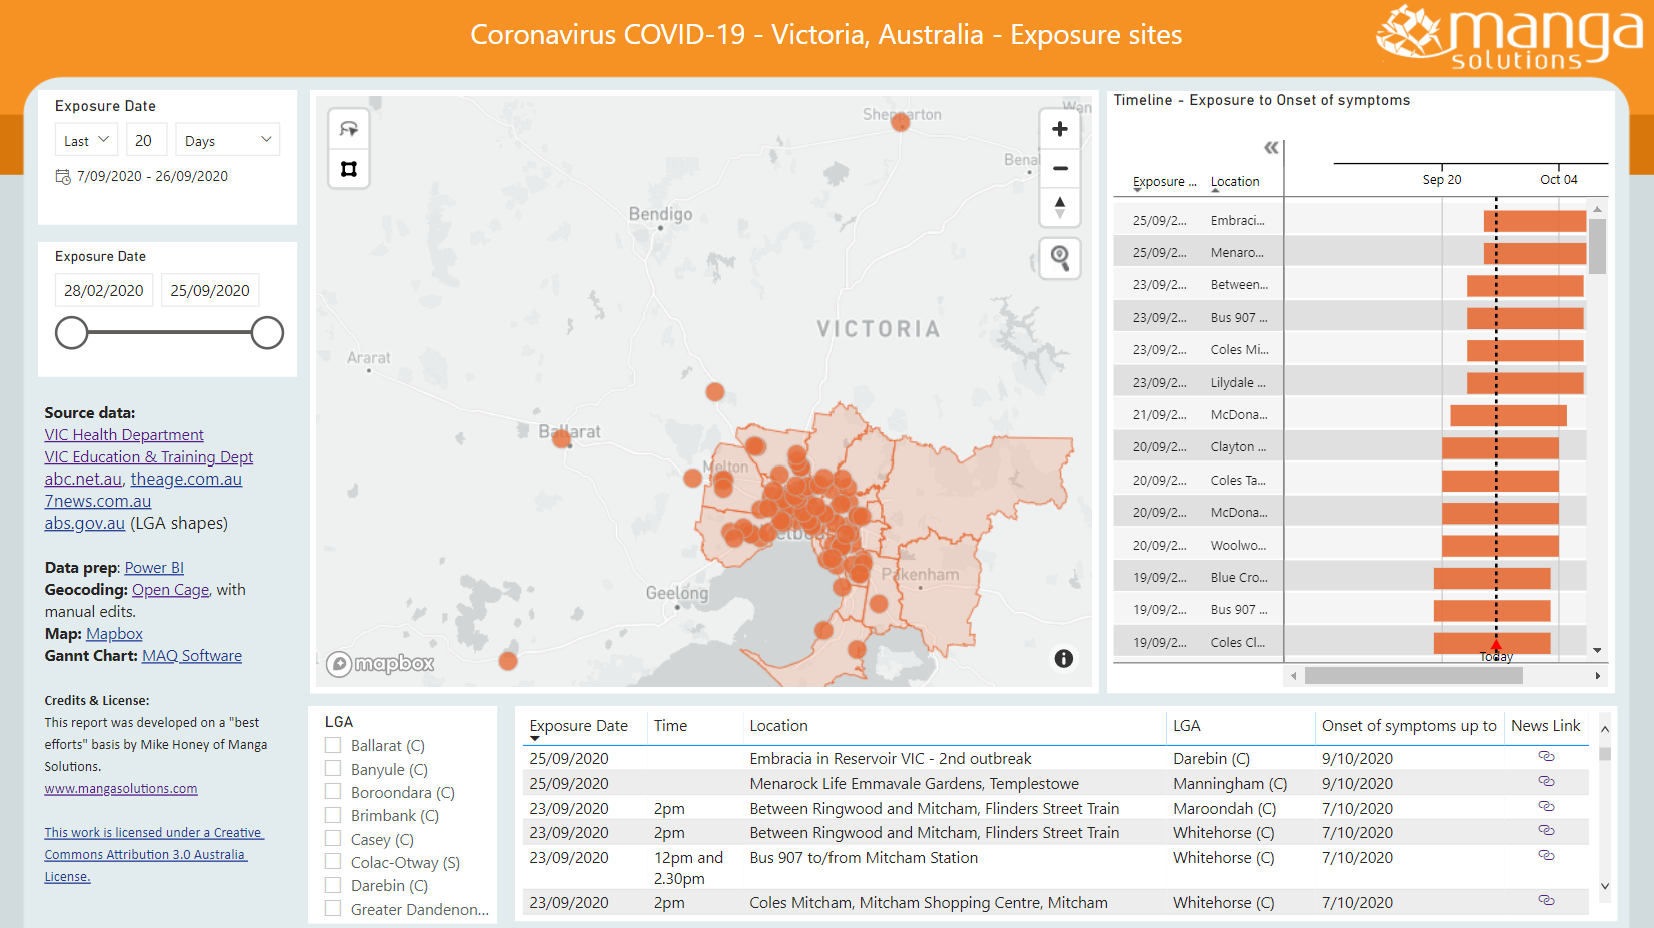 Coronavirus COVID-19 - Victoria, Australia - Exposure sites
manga
solutions
Exposure Date
Last 20 Days
7/09/2020 - 26/09/2020
Exposure Date
28/02/2020 25/09/2020
Source data:
VIC Health Department
VIC Education & Training Dept
abc.net.au, theage.com.au
7news.com.au
abs.gov.au (LGA shapes)
Data prep: Power BI
Geocoding: Open Cage, with
manual edits.
Map: Mapbox
Gannt Chart: MAQ Software
Credits & License:
This report was developed on a "best
efforts" basis by Mike Honey of Manga
Solutions.
www.mangasolutions.com
This work is licensed under a Creative
Commons Attribution 3.0 Australia
License.
Shepparton
Wan
Bena
Bendigo
VICTORIA
Ararat
Ballarat
Melton
Geelong
Pakenham
mapbox
Timeline - Exposure to Onset of symptoms
Exposure ... Location Sep 20 Oct 04
25/09/2... Embraci...
25/09/2... Menaro...
23/09/2... Between...
23/09/2... Bus 907 ...
23/09/2... Coles Mi...
23/09/2... Lilydale ...
21/09/2... McDona...
20/09/2... Clayton ...
20/09/2... Coles Ta...
20/09/2... McDona...
20/09/2... Woolwo...
19/09/2... Blue Cro...
19/09/2... Bus 907 ...
19/09/2... Coles Cl...
Today
LGA
Ballarat (C)
Banyule (C)
Boroondara (C)
Brimbank (C)
Casey (C)
Colac-Otway (S)
Darebin (C)
Greater Dandenon...
Exposure Date Time Location LGA Onset of symptoms up to News Link
25/09/2020 Embracia in Reservoir VIC - 2nd outbreak Darebin (C) 9/10/2020
25/09/2020 Menarock Life Emmavale Gardens, Templestowe Manningham (C) 9/10/2020
23/09/2020 2pm Between Ringwood and Mitcham, Flinders Street Train Maroondah (C) 7/10/2020
23/09/2020 2pm Between Ringwood and Mitcham, Flinders Street Train Whitehorse (C) 7/10/2020
23/09/2020 12pm and Bus 907 to/from Mitcham Station Whitehorse (C) 7/10/2020
2.30pm
23/09/2020 2pm Coles Mitcham, Mitcham Shopping Centre, Mitcham Whitehorse (C) 7/10/2020